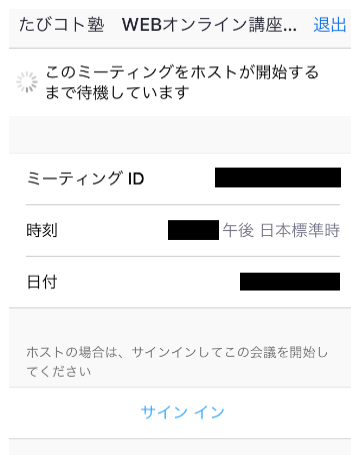 たびコト塾　WEBオンライン講座... 退出
このミーティングをホストが開始する
まで待機しています
ミーティング ID
時刻 午後 日本標準時
日付
ホストの場合は、サインインしてこの会議を開始し
てください
サイン イン